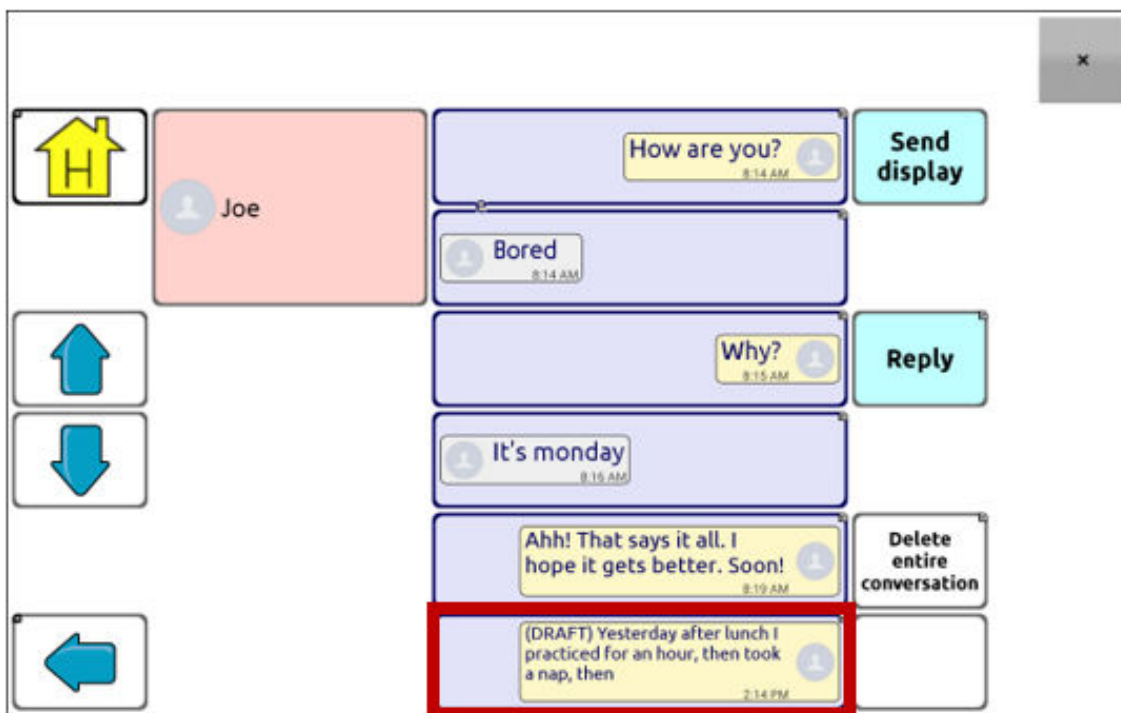 ×
H
Joe
How are you?
8:14 AM
Send
display
Bored
8:14 AM
Why?
8:15 AM
Reply
It's monday
8:16 AM
Ahh! That says it all. I
hope it gets better. Soon!
8:19 AM
Delete
entire
conversation
(DRAFT) Yesterday after lunch I
practiced for an hour, then took
a nap, then
2:14 PM